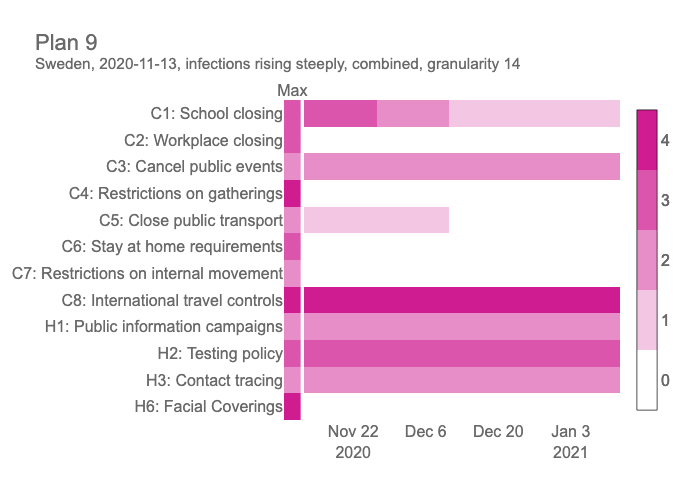 Plan 9
Sweden, 2020-11-13, infections rising steeply, combined, granularity 14
Max
C1: School closing
C2: Workplace closing
C3: Cancel public events
C4: Restrictions on gatherings
C5: Close public transport
C6: Stay at home requirements
C7: Restrictions on internal movement
C8: International travel controls
H1: Public information campaigns
H2: Testing policy
H3: Contact tracing
H6: Facial Coverings
4
3
2
1
0
Nov 22 Dec 6 Dec 20 Jan 3
2020 2021